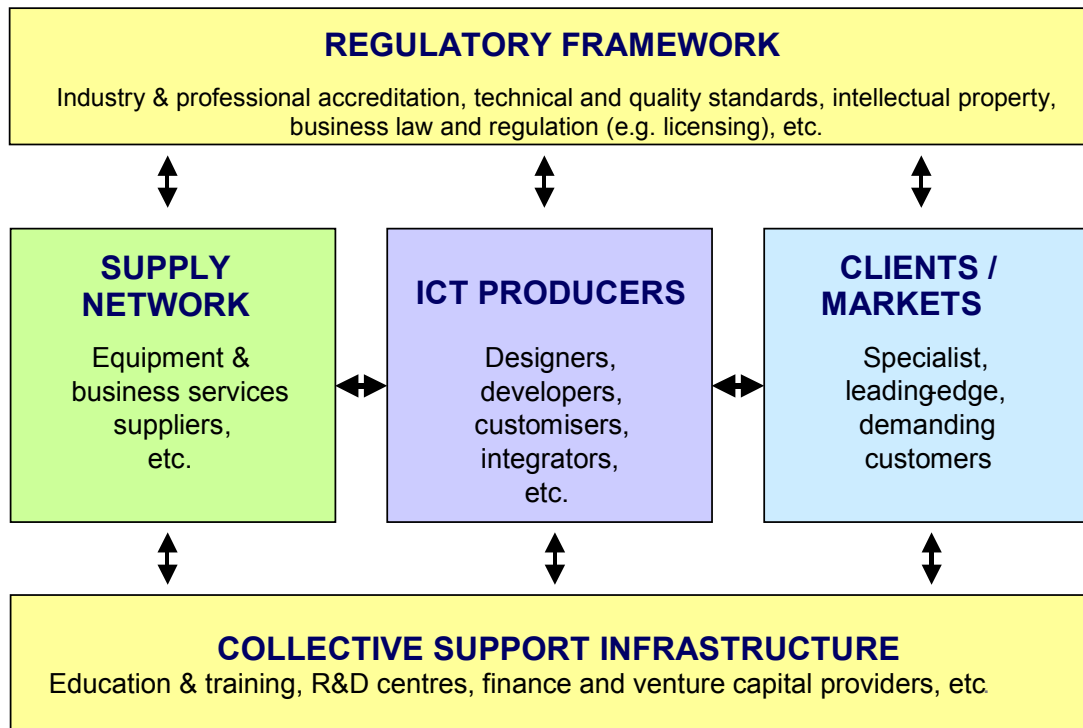 REGULATORY FRAMEWORK
Industry & professional accreditation, technical and quality standards, intellectual property,
business law and regulation (e.g. licensing), etc.
SUPPLY
NETWORK
Equipment &
business services
suppliers,
etc.
ICT PRODUCERS
Designers,
developers,
customisers,
integrators,
etc.
CLIENTS /
MARKETS
Specialist,
leading-edge,
demanding
customers
COLLECTIVE SUPPORT INFRASTRUCTURE
Education & training, R&D centres, finance and venture capital providers, etc.